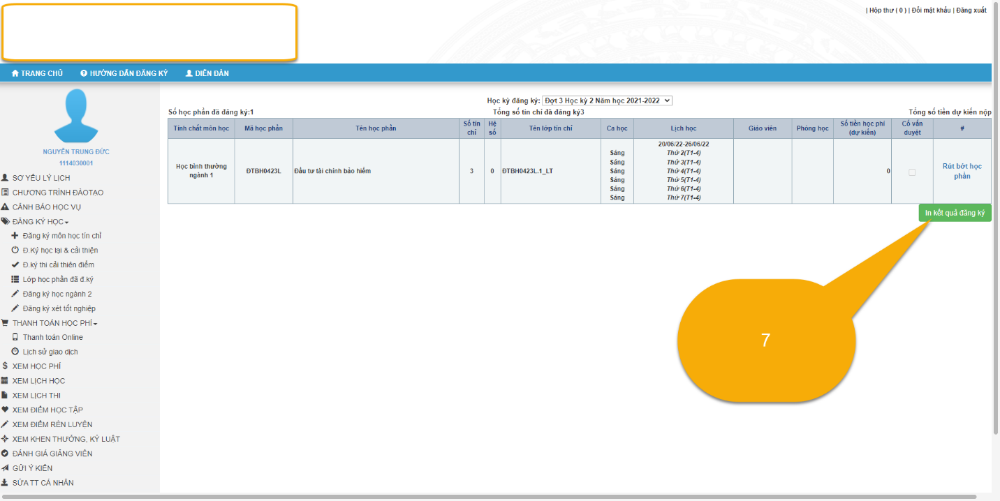 | Hộp thư ( 0 ) | Đổi mật khẩu | Đăng xuất
TRANG CHỦ HƯỚNG DẪN ĐĂNG KÝ DIỄN ĐÀN
NGUYỄN TRUNG ĐỨC
1114030001
SƠ YẾU LÝ LỊCH
CHƯƠNG TRÌNH ĐÀOTẠO
CẢNH BÁO HỌC VỤ
ĐĂNG KÝ HỌC
Đăng ký môn học tín chỉ
Đ.Ký học lại & cải thiện
Đ.ký thi cải thiên điểm
Lớp học phần đã đ.ký
Đăng ký học ngành 2
Đăng ký xét tốt nghiệp
THANH TOÁN HỌC PHÍ
Thanh toán Online
Lịch sử giao dịch
XEM HỌC PHÍ
XEM LỊCH HỌC
XEM LỊCH THI
XEM ĐIỂM HỌC TẬP
XEM ĐIỂM RÈN LUYỆN
XEM KHEN THƯỞNG, KỶ LUẬT
ĐÁNH GIÁ GIẢNG VIÊN
GỬI Ý KIẾN
SỬA TT CÁ NHÂN
Học kỳ đăng ký: Đợt 3 Học kỳ 2 Năm học 2021-2022
Số học phần đã đăng ký:1 Tổng số tín chỉ đã đăng ký3 Tổng số tiền dự kiến nộp
Tính chất môn học Mã học phần Tên học phần Số tín chỉ Hệ số Tên lớp tín chỉ Ca học Lịch học Giáo viên Phòng học Số tiền học phí (dự kiến) Cố vấn duyệt #
20/06/22-26/06/22
Sáng Thứ 2(T1-4)
Sáng Thứ 3(T1-4)
Học bình thường ngành 1 ĐTBH0423L Đầu tư tài chính bảo hiểm 3 0 ĐTBH0423L.1_LT Sáng Thứ 4(T1-4) 0 Rút bớt học phần
Sáng Thứ 5(T1-4)
Sáng Thứ 6(T1-4)
Sáng Thứ 7(T1-4)
In kết quả đăng ký
7